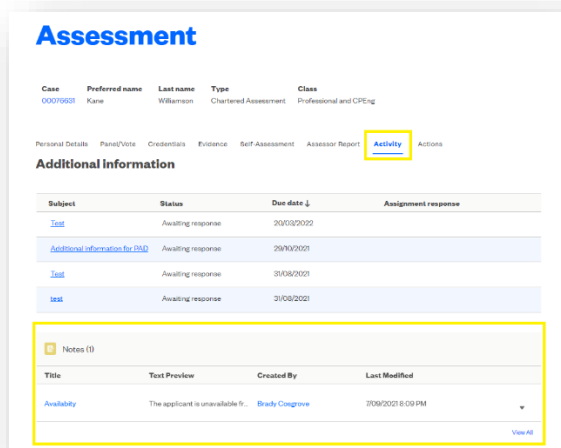 Assessment
Case Preferred name Last name Type Class
00076631 Kane Williamson Chartered Assessment Professional and CPEng
Personal Details Panel/Vote Credentials Evidence Self-Assessment Assessor Report Activity Actions
Additional information
Subject Status Due date ↓ Assignment response
Test Awaiting response 20/03/2022
Additional information for PAID Awaiting response 29/10/2021
Test Awaiting response 31/08/2021
test Awaiting response 31/08/2021
Notes (1)
Title Text Preview Created By Last Modified
Availabity The applicant is unavailable fr... Brady Cosgrove 7/09/2021 8:09 PM
View All